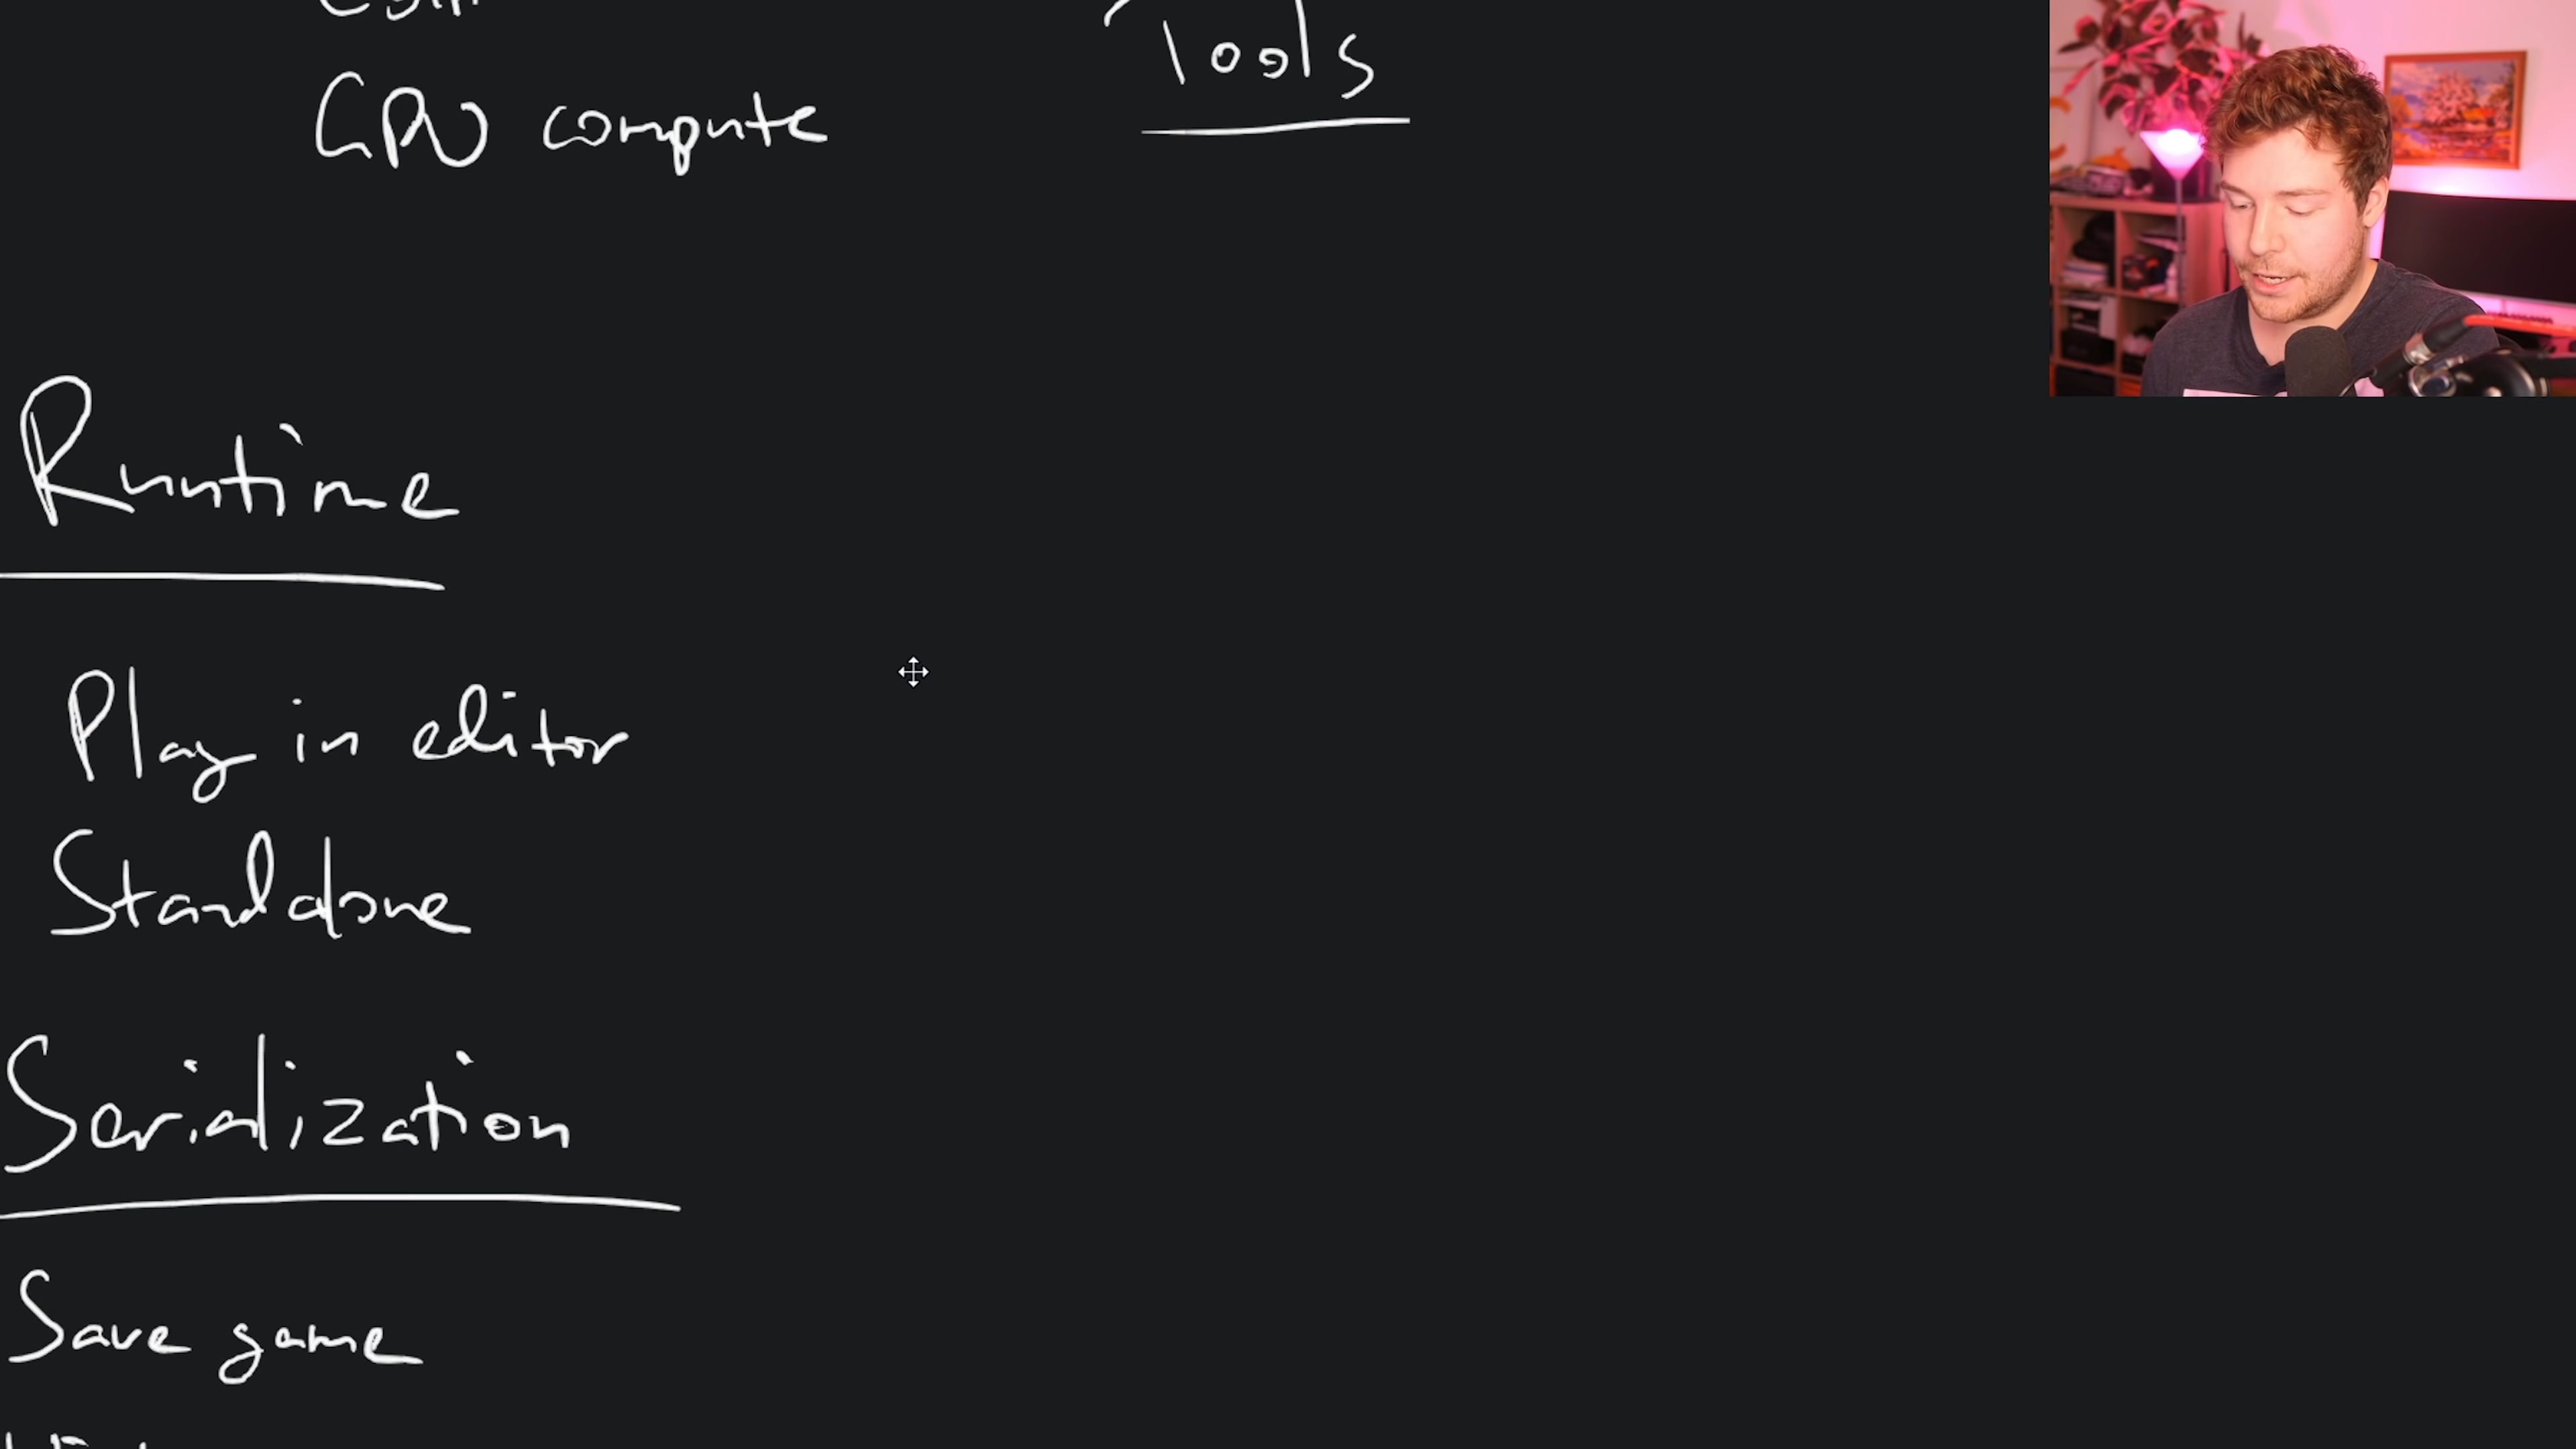 GPU compute
Tools
Runtime
Play in editor
Standalone
Serialization
Save game